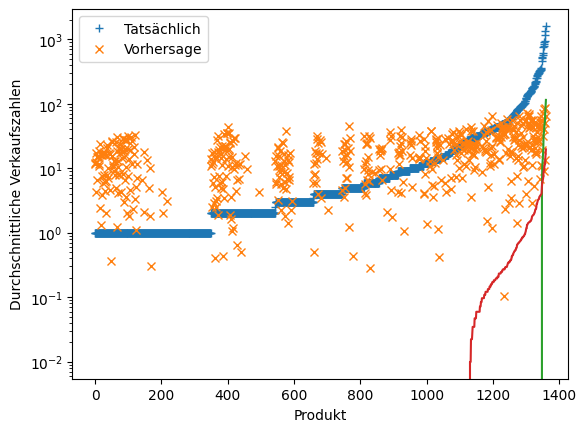 Tatsächlich
Vorhersage
Durchschnittliche Verkaufszahlen
10³
10²
10¹
10⁰
10⁻¹
10⁻²
0 200 400 600 800 1000 1200 1400
Produkt